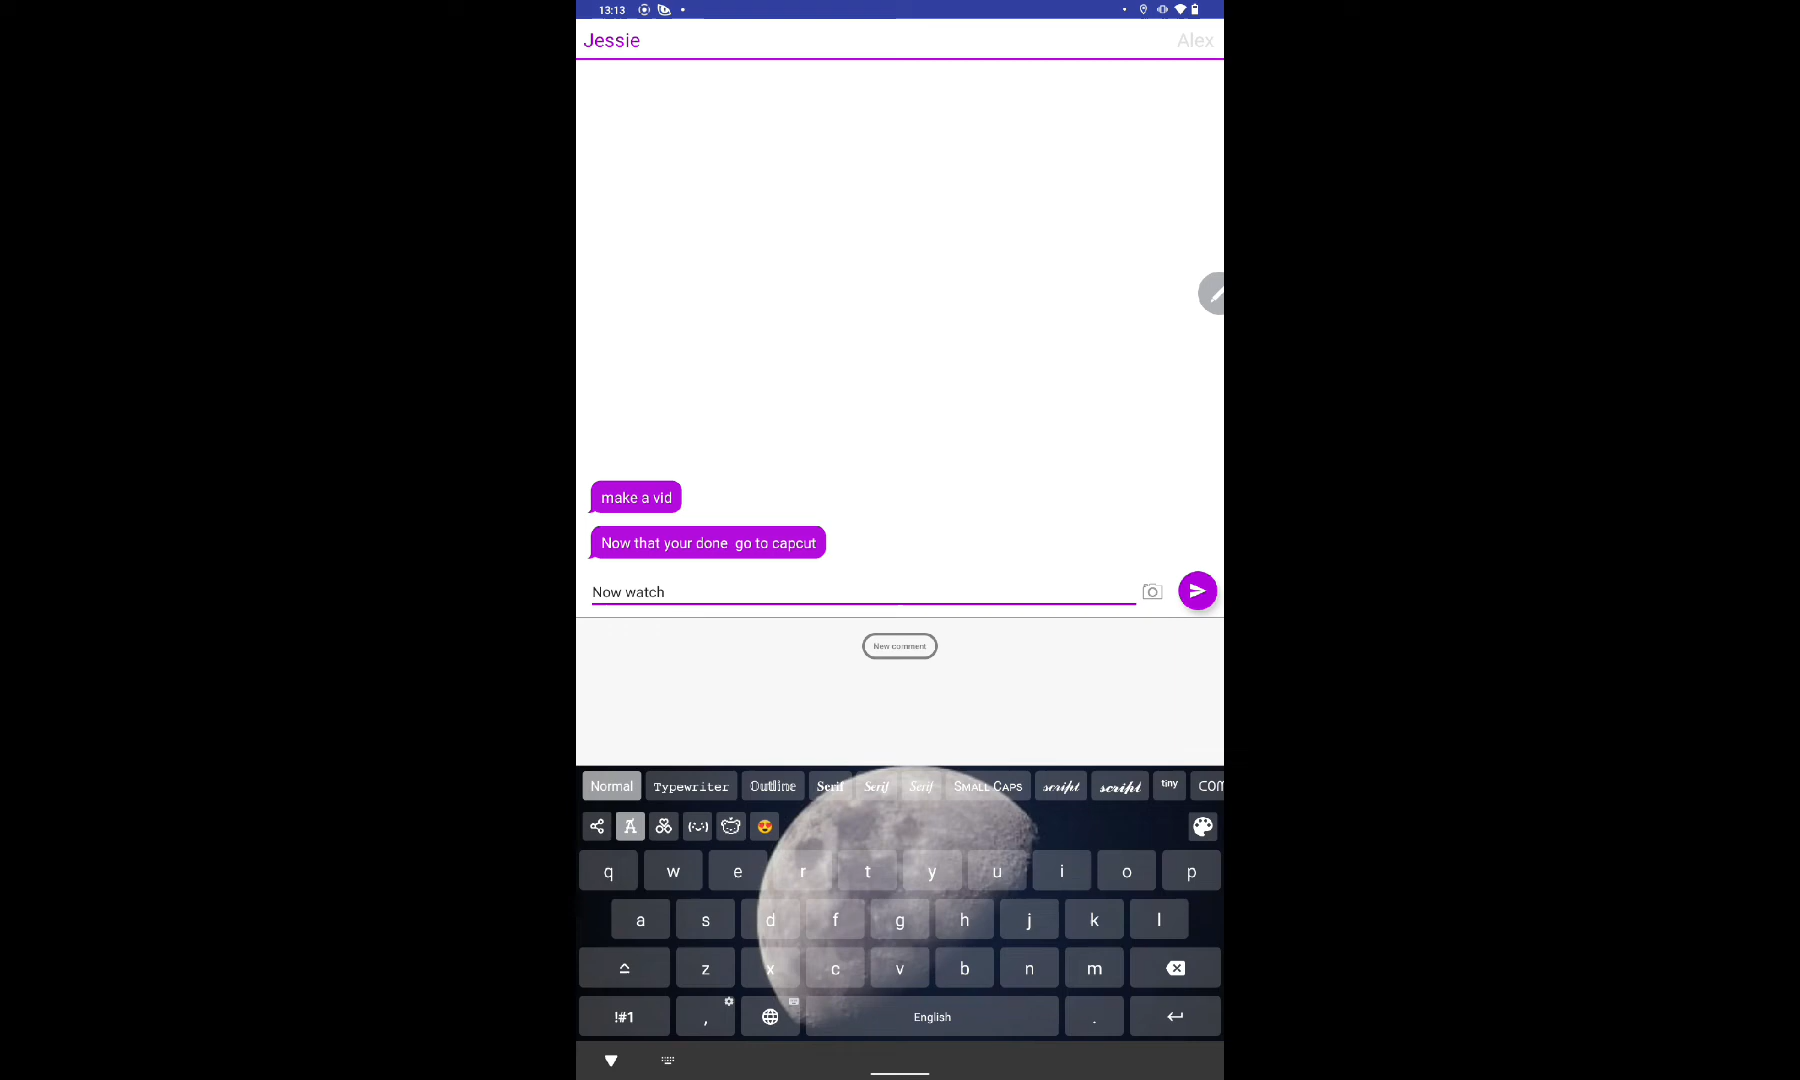 13:13
Jessie
Alex
make a vid
Now that your done  go to capcut
Now watch
New comment
Normal Typewriter Outline Serif Serif Serif SMALL CAPS script script tiny com
q w e r t y u i o p
a s d f g h j k l
z x c v b n m
!#1 , English .